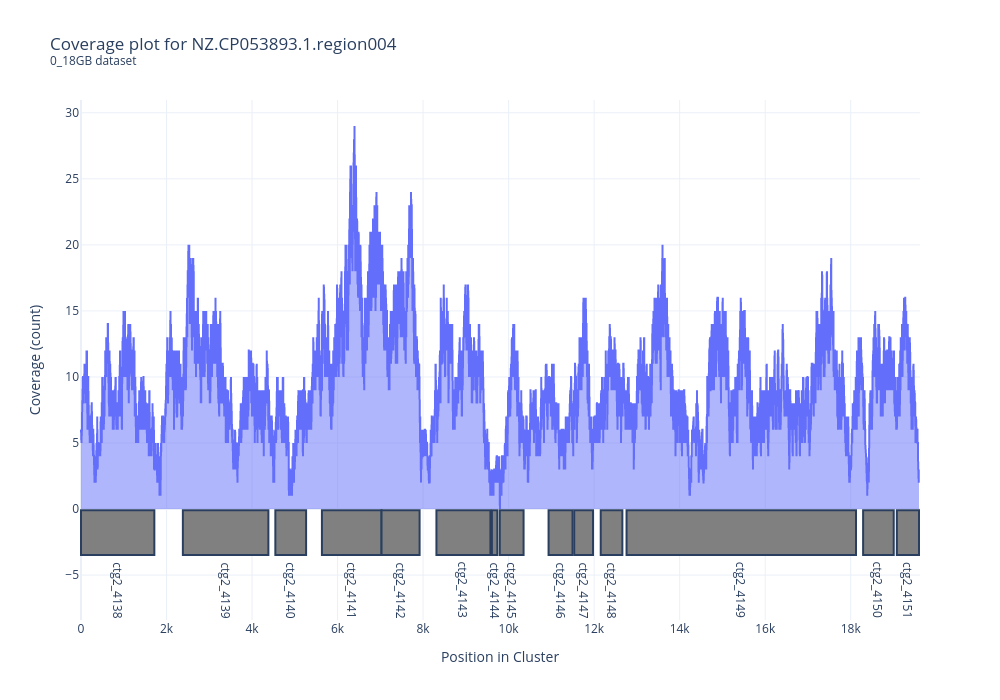 Coverage plot for NZ.CP053893.1.region004
0_18GB dataset
30
25
20
15
10
5
0
−5
Coverage (count)
ctg2_4138
ctg2_4139
ctg2_4140
ctg2_4141
ctg2_4142
ctg2_4143
ctg2_4144
ctg2_4145
ctg2_4146
ctg2_4147
ctg2_4148
ctg2_4149
ctg2_4150
ctg2_4151
0 2k 4k 6k 8k 10k 12k 14k 16k 18k
Position in Cluster